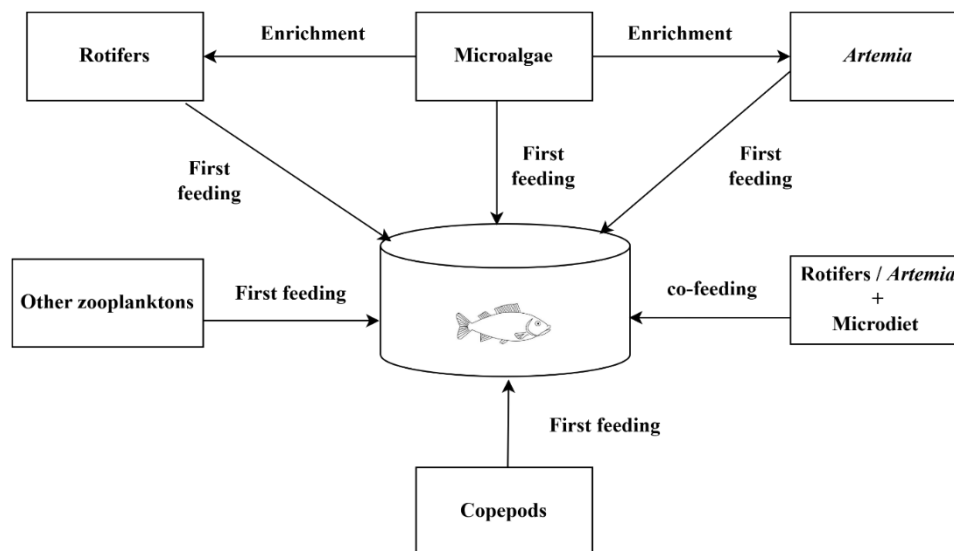 Enrichment
Enrichment
Rotifers
Microalgae
Artemia
First
feeding
First
feeding
First
feeding
Other zooplanktons
First feeding
co-feeding
Rotifers / Artemia
+
Microdiet
First feeding
Copepods